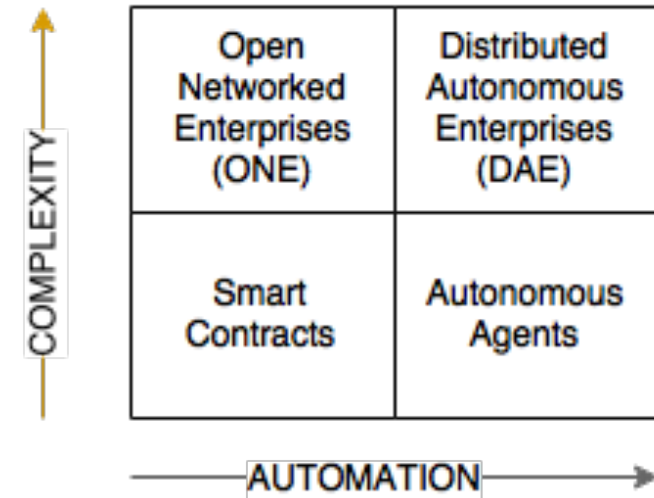 Open
Networked
Enterprises
(ONE)
Distributed
Autonomous
Enterprises
(DAE)
COMPLEXITY
Smart
Contracts
Autonomous
Agents
AUTOMATION